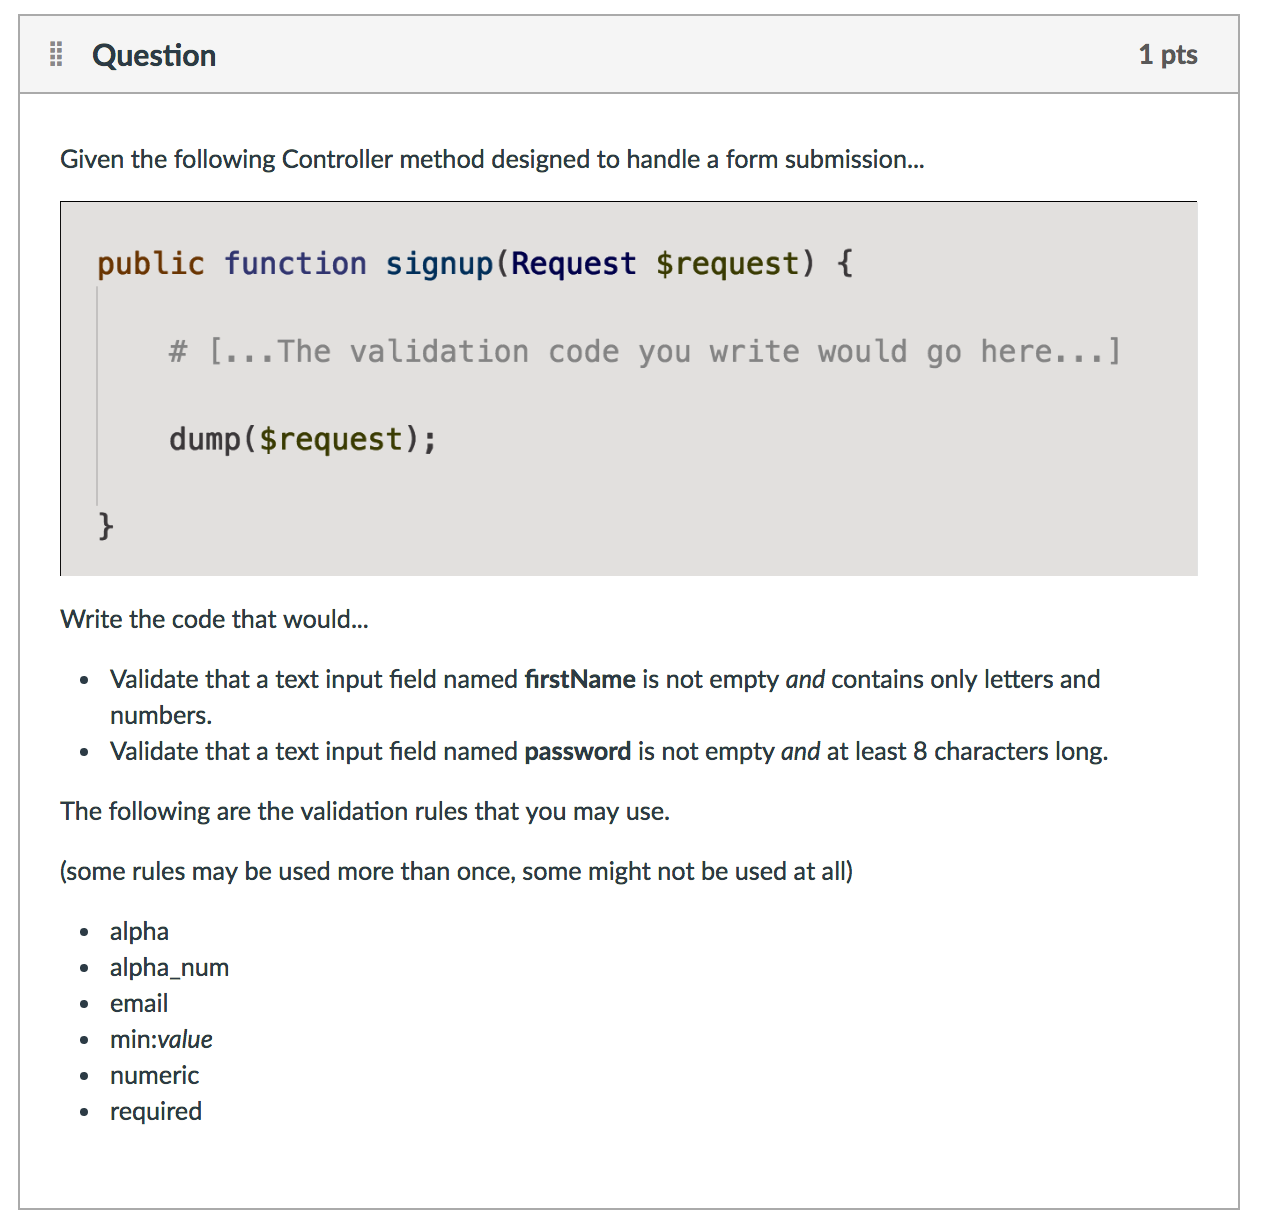 Question
1 pts
Given the following Controller method designed to handle a form submission...
public function signup(Request $request) {
# [...The validation code you write would go here...]
dump($request);
}
Write the code that would...
• Validate that a text input field named firstName is not empty and contains only letters and
numbers.
• Validate that a text input field named password is not empty and at least 8 characters long.
The following are the validation rules that you may use.
(some rules may be used more than once, some might not be used at all)
• alpha
• alpha_num
• email
• min:value
• numeric
• required